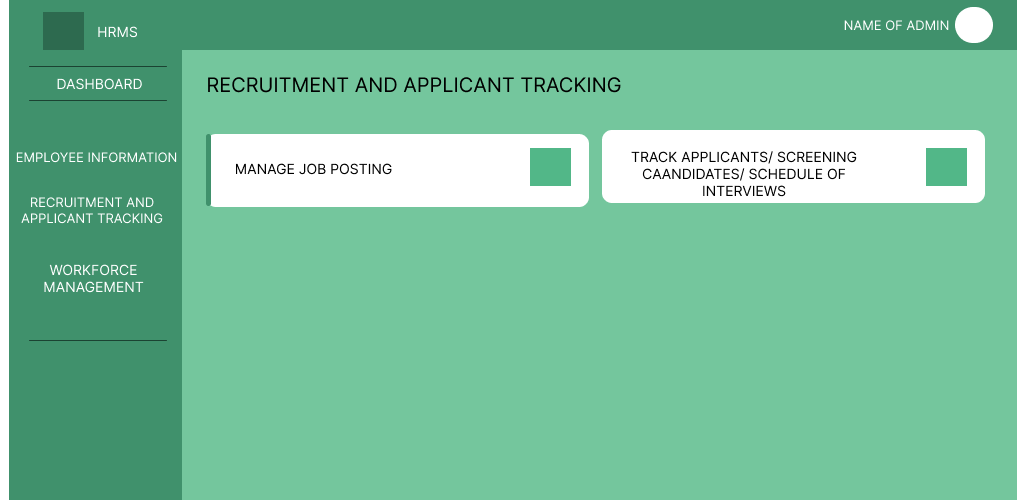 HRMS
NAME OF ADMIN
DASHBOARD
EMPLOYEE INFORMATION
RECRUITMENT AND
APPLICANT TRACKING
WORKFORCE
MANAGEMENT
RECRUITMENT AND APPLICANT TRACKING
MANAGE JOB POSTING
TRACK APPLICANTS/ SCREENING
CAANDIDATES/ SCHEDULE OF
INTERVIEWS